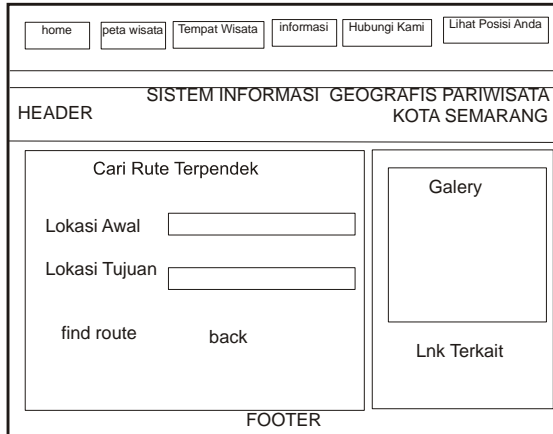 home
peta wisata
Tempat Wisata
informasi
Hubungi Kami
Lihat Posisi Anda
SISTEM INFORMASI GEOGRAFIS PARIWISATA
HEADER
KOTA SEMARANG
Cari Rute Terpendek
Lokasi Awal
Lokasi Tujuan
find route
back
Galery
Lnk Terkait
FOOTER